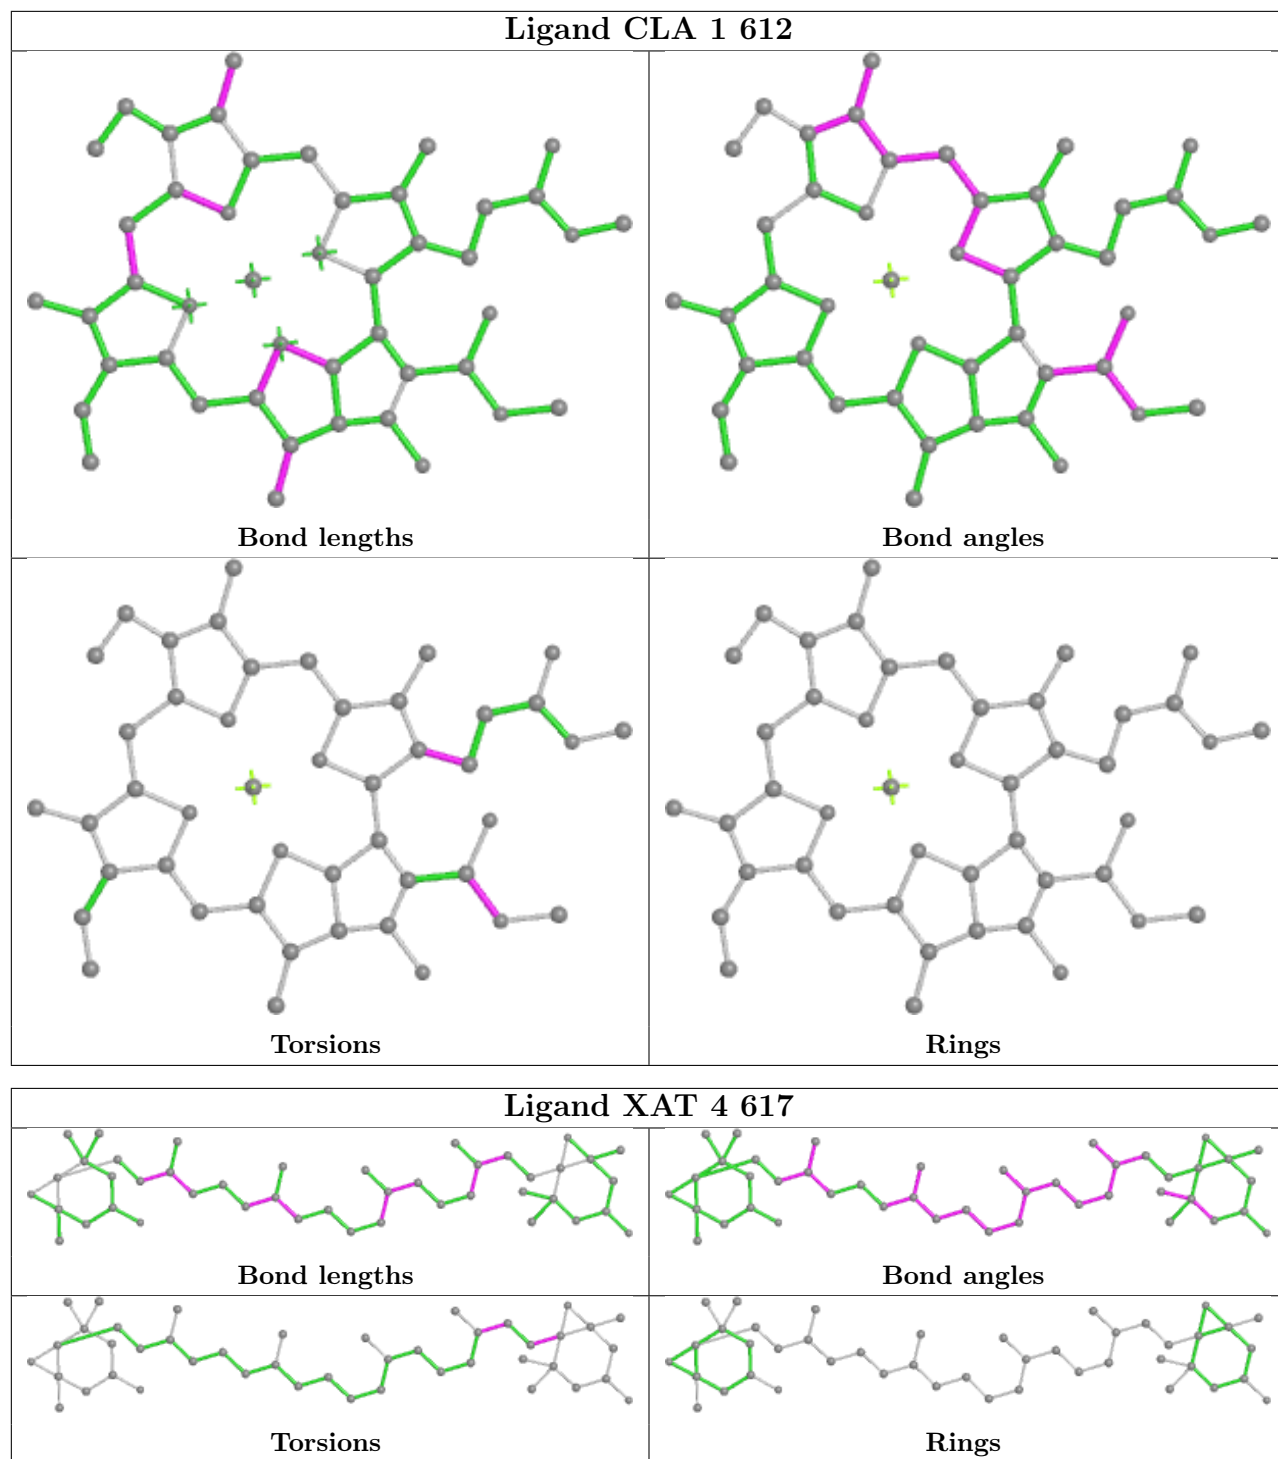 Ligand CLA 1 612
Bond lengths
Bond angles
Torsions
Rings
Ligand XAT 4 617
Bond lengths
Bond angles
Torsions
Rings